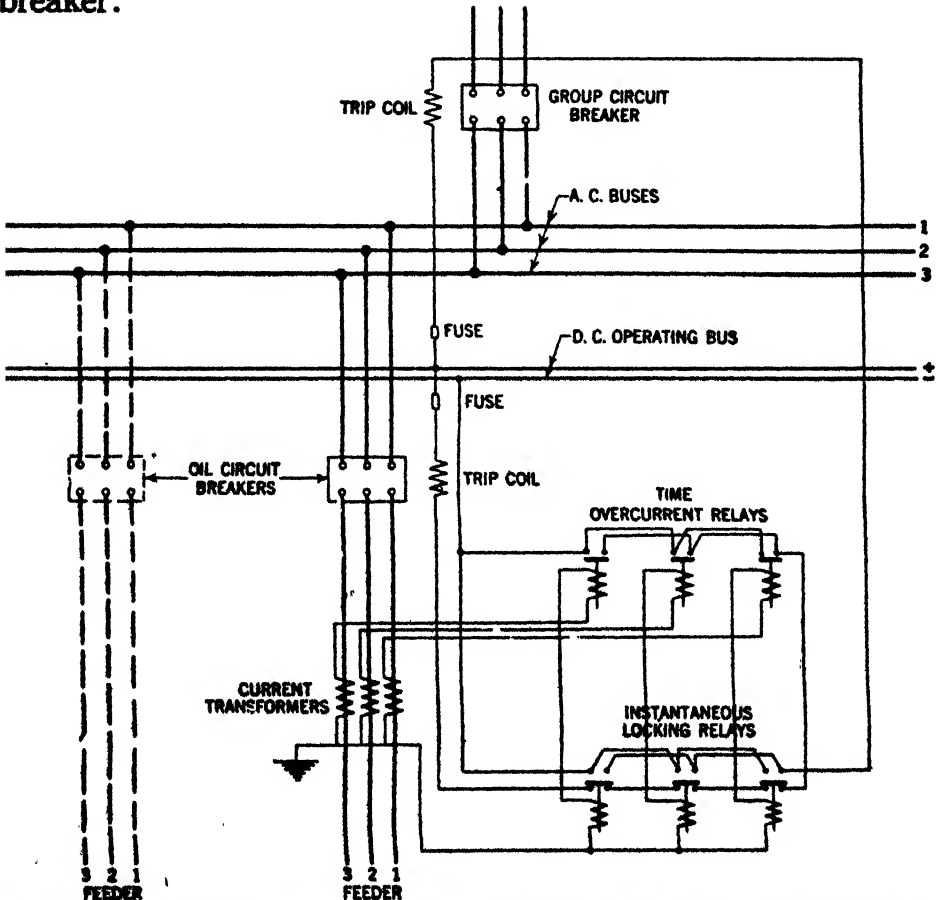 breaker.
TRIP COIL
GROUP CIRCUIT
BREAKER
A. C. BUSES
1
2
3
FUSE
D. C. OPERATING BUS
+
−
FUSE
OIL CIRCUIT
BREAKERS
TRIP COIL
TIME
OVERCURRENT RELAYS
CURRENT
TRANSFORMERS
INSTANTANEOUS
LOCKING RELAYS
3 2 1
FEEDER
3 2 1
FEEDER